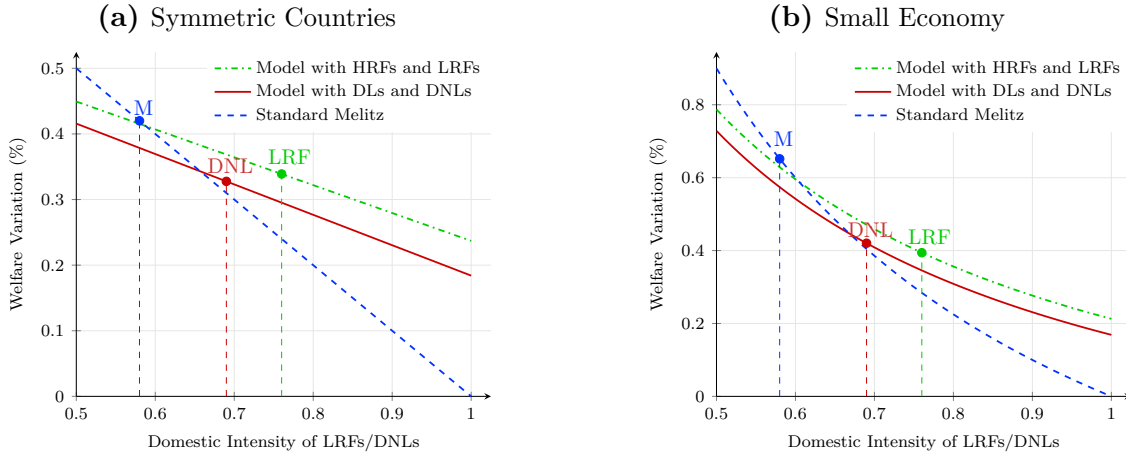 (a) Symmetric Countries
Welfare Variation (%)
0.5
0.4
0.3
0.2
0.1
0
Model with HRFs and LRFs
Model with DLs and DNLs
Standard Melitz
M
DNL
LRF
0.5 0.6 0.7 0.8 0.9 1
Domestic Intensity of LRFs/DNLs
(b) Small Economy
Welfare Variation (%)
0.8
0.6
0.4
0.2
0
Model with HRFs and LRFs
Model with DLs and DNLs
Standard Melitz
M
DNL
LRF
0.5 0.6 0.7 0.8 0.9 1
Domestic Intensity of LRFs/DNLs